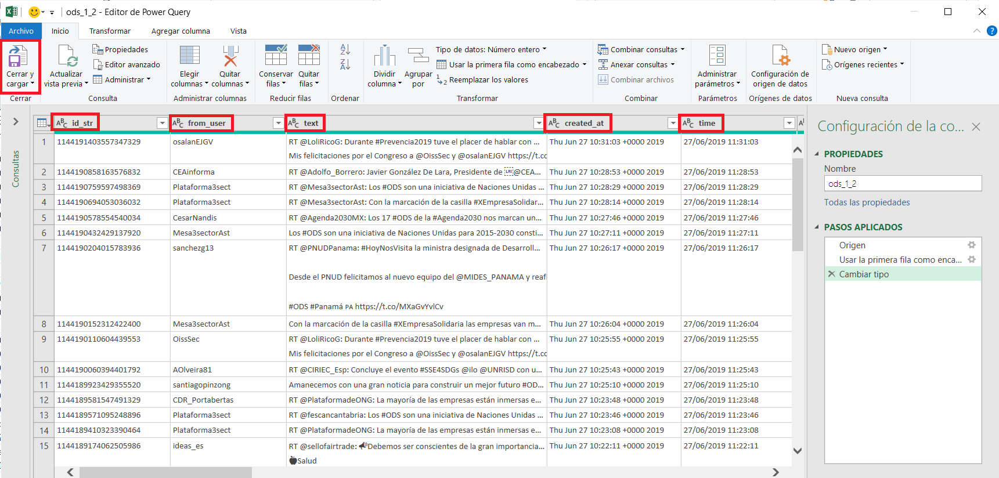 ods_1_2 - Editor de Power Query
Archivo Inicio Transformar Agregar columna Vista
Cerrar y cargar
Cerrar
Actualizar vista previa
Propiedades
Editor avanzado
Administrar
Consulta
Elegir columnas
Quitar columnas
Administrar columnas
Conservar filas
Quitar filas
Reducir filas
Ordenar
Dividir columna
Agrupar por
Tipo de datos: Número entero
Usar la primera fila como encabezado
Reemplazar los valores
Transformar
Combinar consultas
Anexar consultas
Combinar archivos
Combinar
Administrar parámetros
Parámetros
Configuración de origen de datos
Orígenes de datos
Nuevo origen
Orígenes recientes
Nueva consulta
Consultas
id_str from_user text created_at time
1 1144191403557347329 osalanEJGV RT @LoliRicoG: Durante #Prevencia2019 tuve el placer de hablar con ... Thu Jun 27 10:31:03 +0000 2019 27/06/2019 11:31:03
Mis felicitaciones por el Congreso a @OissSec y @osalanEJGV https://t.cc
2 1144190858163576832 CEAinforma RT @Adolfo_Borrero: Javier González De Lara, Presidente de LRI@CEA... Thu Jun 27 10:28:53 +0000 2019 27/06/2019 11:28:53
3 1144190759597498369 Plataforma3sect RT @Mesa3sectorAst: Los #ODS son una iniciativa de Naciones Unidas ... Thu Jun 27 10:28:29 +0000 2019 27/06/2019 11:28:29
4 1144190694053036032 Plataforma3sect RT @Mesa3sectorAst: Con la marcación de la casilla #XEmpresaSolidar... Thu Jun 27 10:28:14 +0000 2019 27/06/2019 11:28:14
5 1144190578554540034 CesarNandis RT @Agenda2030MX: Los 17 #ODS de la #Agenda2030 nos marcan un... Thu Jun 27 10:27:46 +0000 2019 27/06/2019 11:27:46
6 1144190432429137920 Mesa3sectorAst Los #ODS son una iniciativa de Naciones Unidas para 2015-2030 consti... Thu Jun 27 10:27:11 +0000 2019 27/06/2019 11:27:11
7 1144190204015783936 sanchezg13 RT @PNUDPanama: #HoyNosVisita la ministra designada de Desarroll... Thu Jun 27 10:26:17 +0000 2019 27/06/2019 11:26:17
Desde el PNUD felicitamos al nuevo equipo del @MIDES_PANAMA y reaf
#ODS #Panamá PA https://t.co/MXaGvYvlCv
8 1144190152312422400 Mesa3sectorAst Con la marcación de la casilla #XEmpresaSolidaria las empresas van m... Thu Jun 27 10:26:04 +0000 2019 27/06/2019 11:26:04
9 1144190110604439553 OissSec RT @LoliRicoG: Durante #Prevencia2019 tuve el placer de hablar con ... Thu Jun 27 10:25:55 +0000 2019 27/06/2019 11:25:55
Mis felicitaciones por el Congreso a @OissSec y @osalanEJGV https://t.cc
10 1144190060394401792 AOlveira81 RT @CIRIEC_Esp: Concluye el evento #SSE4SDGs @ilo @UNRISD con u... Thu Jun 27 10:25:43 +0000 2019 27/06/2019 11:25:43
11 1144189923429355520 santiagopinzong Amanecemos con una gran noticia para construir un mejor futuro #OD... Thu Jun 27 10:25:10 +0000 2019 27/06/2019 11:25:10
12 1144189581547491329 CDR_Portabertas RT @PlataformadeONG: La mayoría de las empresas están inmersas e... Thu Jun 27 10:23:48 +0000 2019 27/06/2019 11:23:48
13 1144189571095248896 Plataforma3sect RT @fescancantabria: Los #ODS son una iniciativa de Naciones Unidas ... Thu Jun 27 10:23:46 +0000 2019 27/06/2019 11:23:46
14 1144189410323390464 Plataforma3sect RT @PlataformadeONG: La mayoría de las empresas están inmersas e... Thu Jun 27 10:23:08 +0000 2019 27/06/2019 11:23:08
15 1144189174062505986 ideas_es RT @sellofairtrade: 📢Debemos ser conscientes de la gran importancia... Thu Jun 27 10:22:11 +0000 2019 27/06/2019 11:22:11
🍎Salud
Configuración de la co...
PROPIEDADES
Nombre
ods_1_2
Todas las propiedades
PASOS APLICADOS
Origen
Usar la primera fila como enca...
Cambiar tipo